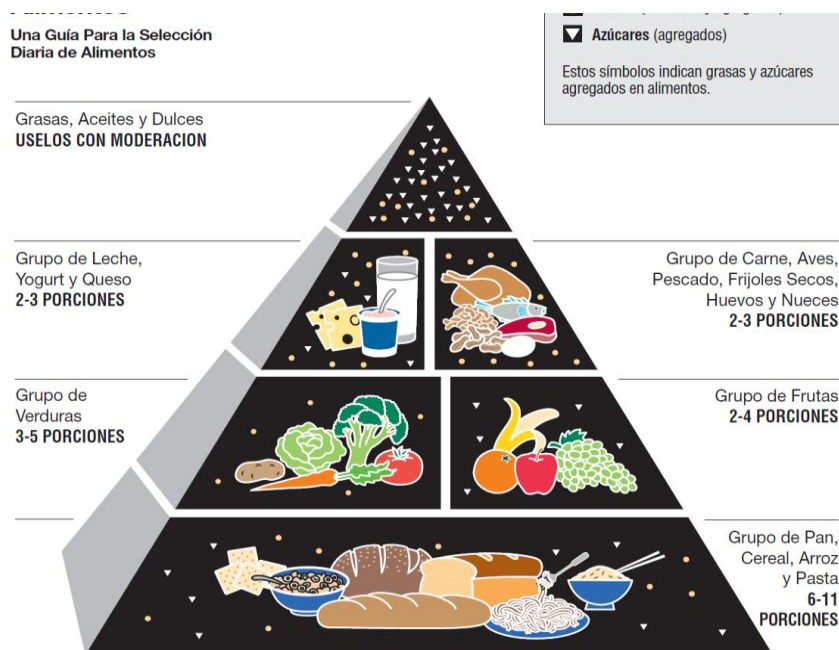 Una Guía Para la Selección
Diaria de Alimentos
Azúcares (agregados)
Estos símbolos indican grasas y azúcares
agregados en alimentos.
Grasas, Aceites y Dulces
USELOS CON MODERACION
Grupo de Leche,
Yogurt y Queso
2-3 PORCIONES
Grupo de Carne, Aves,
Pescado, Frijoles Secos,
Huevos y Nueces
2-3 PORCIONES
Grupo de
Verduras
3-5 PORCIONES
Grupo de Frutas
2-4 PORCIONES
Grupo de Pan,
Cereal, Arroz
y Pasta
6-11
PORCIONES